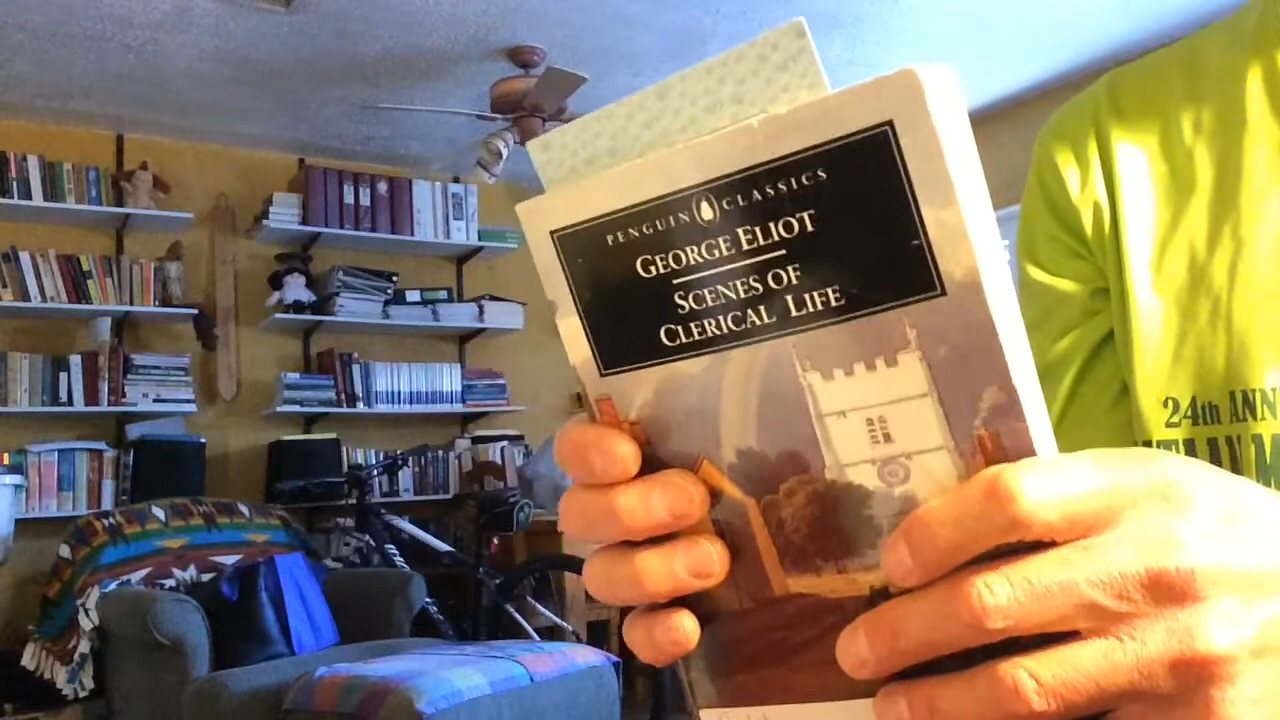 PENGUIN CLASSICS
GEORGE ELIOT
SCENES OF
CLERICAL LIFE
24th ANN